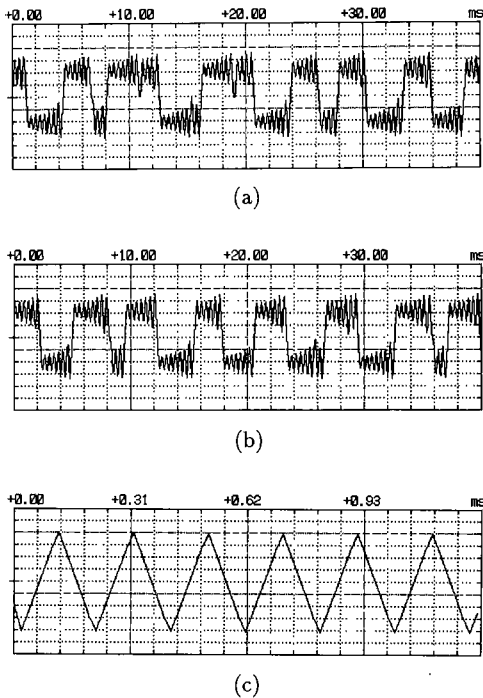 +0.00 +10.00 +20.00 +30.00 ms
(a)
+0.00 +10.00 +20.00 +30.00 ms
(b)
+0.00 +0.31 +0.62 +0.93 ms
(c)